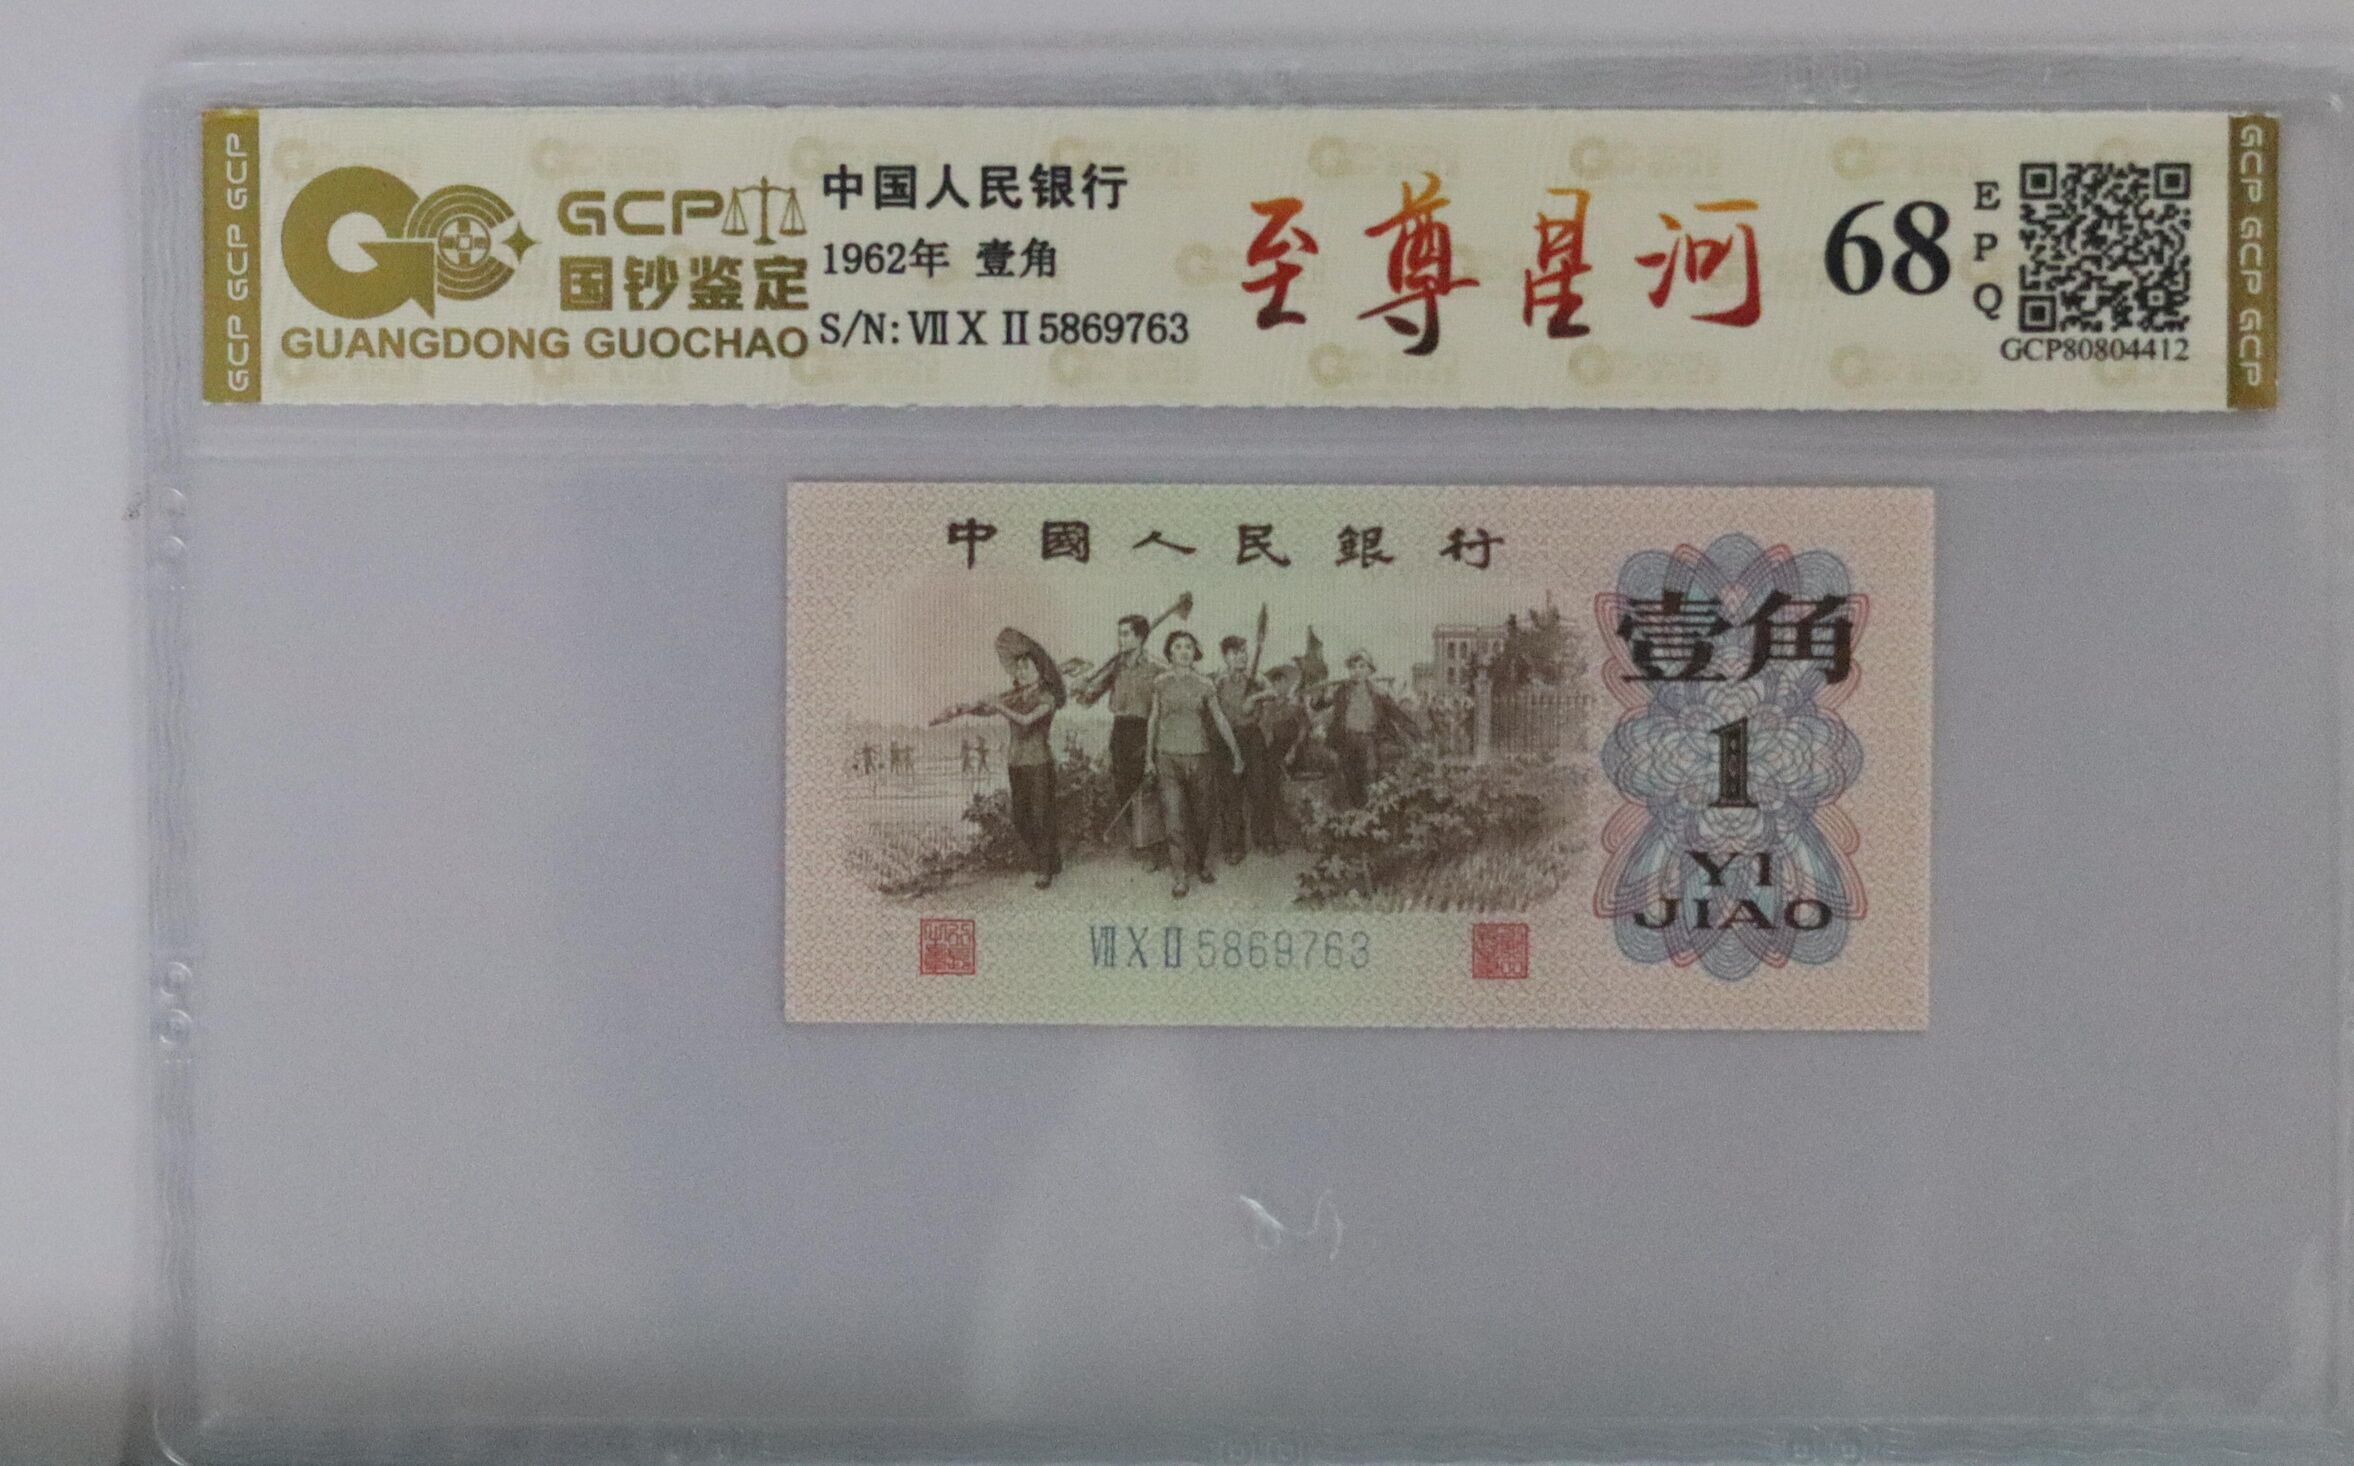 GCP GCP GCP
GCP
国钞鉴定
GUANGDONG GUOCHAO
中国人民银行
1962年 壹角
S/N: Ⅶ Ⅹ Ⅱ 5869763
至尊星河
68
EPQ
GCP80804412
GCP GCP GCP
中國人民銀行
壹角
1
YI
JIAO
Ⅶ Ⅹ Ⅱ 5869763